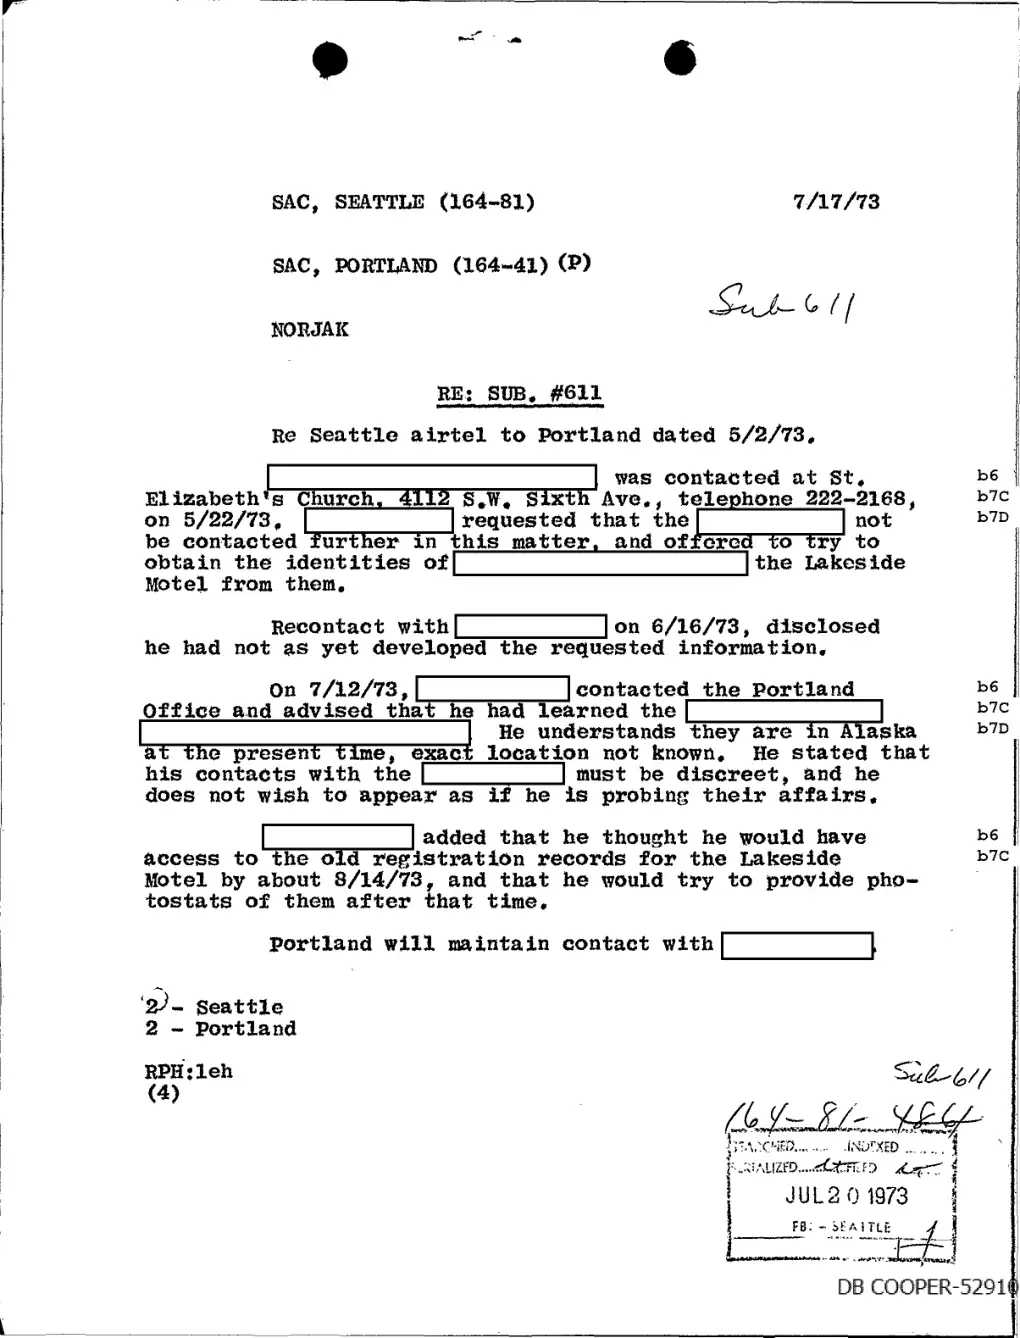 SAC, SEATTLE (164-81) 7/17/73
SAC, PORTLAND (164-41) (P)
Sub 611
NORJAK
RE: SUB. #611
Re Seattle airtel to Portland dated 5/2/73.
was contacted at St. b6
Elizabeth's Church, 4112 S.W. Sixth Ave., telephone 222-2168, b7C
on 5/22/73. requested that the not b7D
be contacted further in this matter, and offered to try to
obtain the identities of the Lakeside
Motel from them.
Recontact with on 6/16/73, disclosed
he had not as yet developed the requested information.
On 7/12/73, contacted the Portland b6
Office and advised that he had learned the b7C
He understands they are in Alaska b7D
at the present time, exact location not known. He stated that
his contacts with the must be discreet, and he
does not wish to appear as if he is probing their affairs.
added that he thought he would have b6
access to the old registration records for the Lakeside b7C
Motel by about 8/14/73, and that he would try to provide pho-
tostats of them after that time.
Portland will maintain contact with .
2 - Seattle
2 - Portland
RPH:leh
(4)
Sub 611
164-81-4864
INDEXED
JUL 20 1973
FBI - SEATTLE
DB COOPER-52910